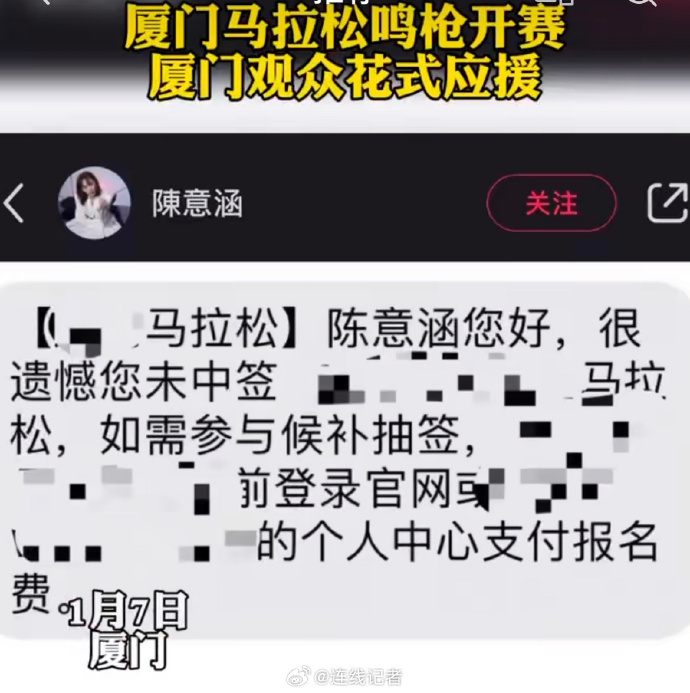 厦门马拉松鸣枪开赛
厦门观众花式应援
陳意涵
关注
马拉松】陈意涵您好，很
遗憾您未中签 马拉
松，如需参与候补抽签，
前登录官网或
的个人中心支付报名
费。
1月7日
厦门
@连线记者